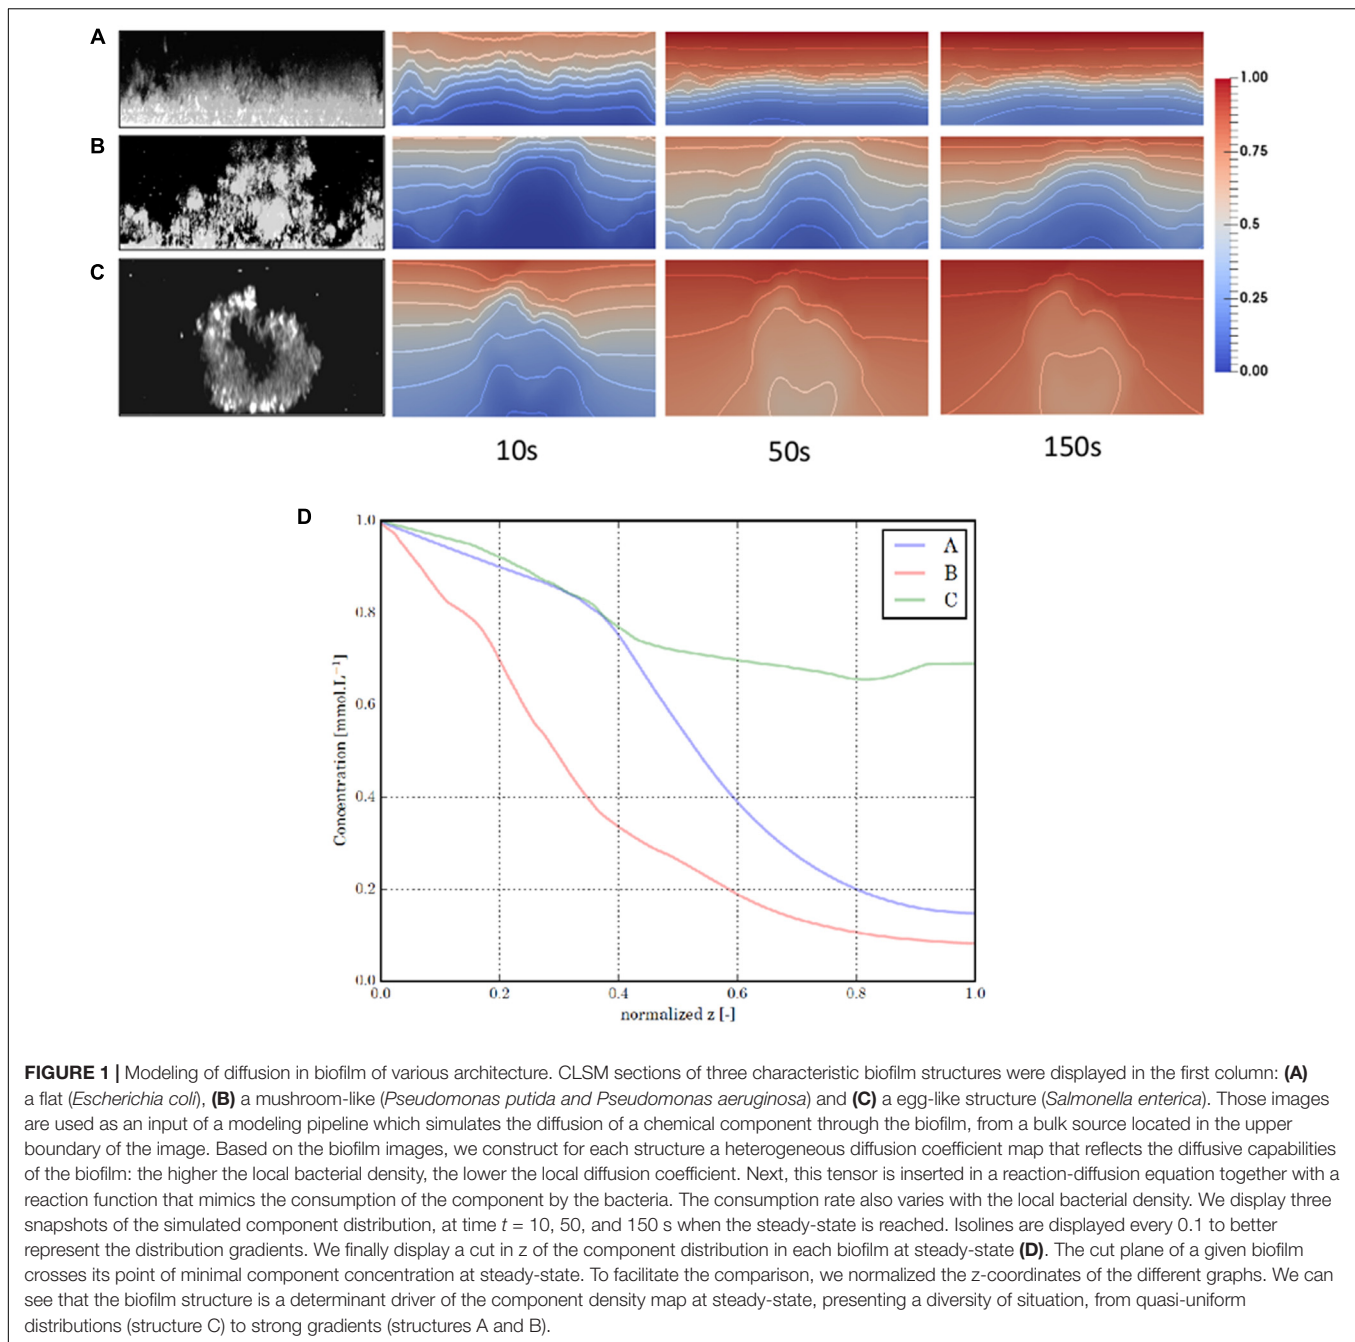 A
B
C
1.00
0.75
0.5
0.25
0.00
10s
50s
150s
D
1.0
0.8
0.6
0.4
0.2
0.0
Concentration [mmol.L⁻¹]
A
B
C
0.0 0.2 0.4 0.6 0.8 1.0
normalized z [-]
FIGURE 1 | Modeling of diffusion in biofilm of various architecture. CLSM sections of three characteristic biofilm structures were displayed in the first column: (A)
a flat (Escherichia coli), (B) a mushroom-like (Pseudomonas putida and Pseudomonas aeruginosa) and (C) a egg-like structure (Salmonella enterica). Those images
are used as an input of a modeling pipeline which simulates the diffusion of a chemical component through the biofilm, from a bulk source located in the upper
boundary of the image. Based on the biofilm images, we construct for each structure a heterogeneous diffusion coefficient map that reflects the diffusive capabilities
of the biofilm: the higher the local bacterial density, the lower the local diffusion coefficient. Next, this tensor is inserted in a reaction-diffusion equation together with a
reaction function that mimics the consumption of the component by the bacteria. The consumption rate also varies with the local bacterial density. We display three
snapshots of the simulated component distribution, at time t = 10, 50, and 150 s when the steady-state is reached. Isolines are displayed every 0.1 to better
represent the distribution gradients. We finally display a cut in z of the component distribution in each biofilm at steady-state (D). The cut plane of a given biofilm
crosses its point of minimal component concentration at steady-state. To facilitate the comparison, we normalized the z-coordinates of the different graphs. We can
see that the biofilm structure is a determinant driver of the component density map at steady-state, presenting a diversity of situation, from quasi-uniform
distributions (structure C) to strong gradients (structures A and B).